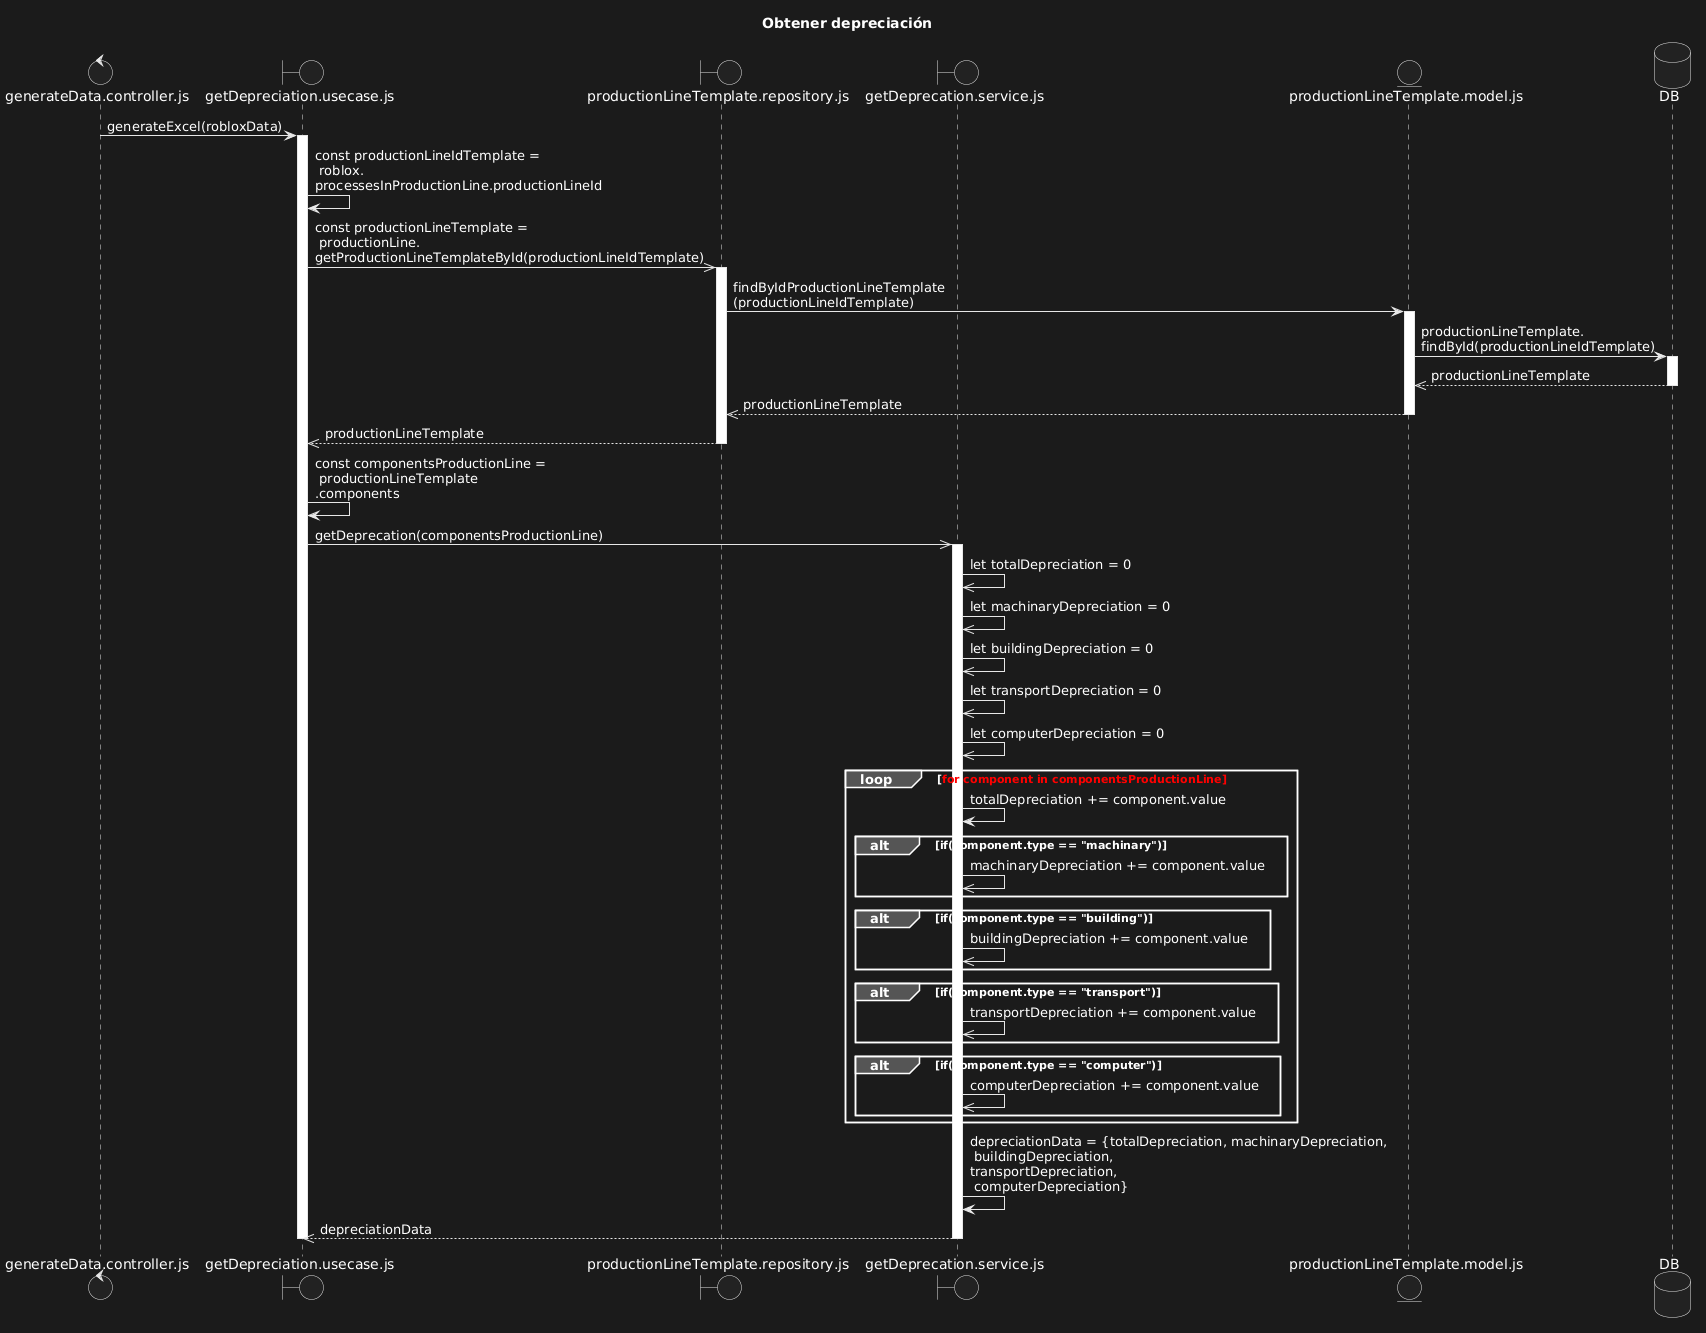 Obtener depreciación
generateData.controller.js
getDepreciation.usecase.js
productionLineTemplate.repository.js
getDeprecation.service.js
productionLineTemplate.model.js
DB
generateExcel(robloxData)
const productionLineIdTemplate =
roblox.
processesInProductionLine.productionLineId
const productionLineTemplate =
productionLine.
getProductionLineTemplateById(productionLineIdTemplate)
findByIdProductionLineTemplate
(productionLineIdTemplate)
productionLineTemplate.
findById(productionLineIdTemplate)
productionLineTemplate
productionLineTemplate
productionLineTemplate
const componentsProductionLine =
productionLineTemplate
.components
getDeprecation(componentsProductionLine)
let totalDepreciation = 0
let machinaryDepreciation = 0
let buildingDepreciation = 0
let transportDepreciation = 0
let computerDepreciation = 0
loop [for component in componentsProductionLine]
totalDepreciation += component.value
alt [if(component.type == "machinary")]
machinaryDepreciation += component.value
alt [if(component.type == "building")]
buildingDepreciation += component.value
alt [if(component.type == "transport")]
transportDepreciation += component.value
alt [if(component.type == "computer")]
computerDepreciation += component.value
depreciationData = {totalDepreciation, machinaryDepreciation,
buildingDepreciation,
transportDepreciation,
computerDepreciation}
depreciationData
generateData.controller.js
getDepreciation.usecase.js
productionLineTemplate.repository.js
getDeprecation.service.js
productionLineTemplate.model.js
DB